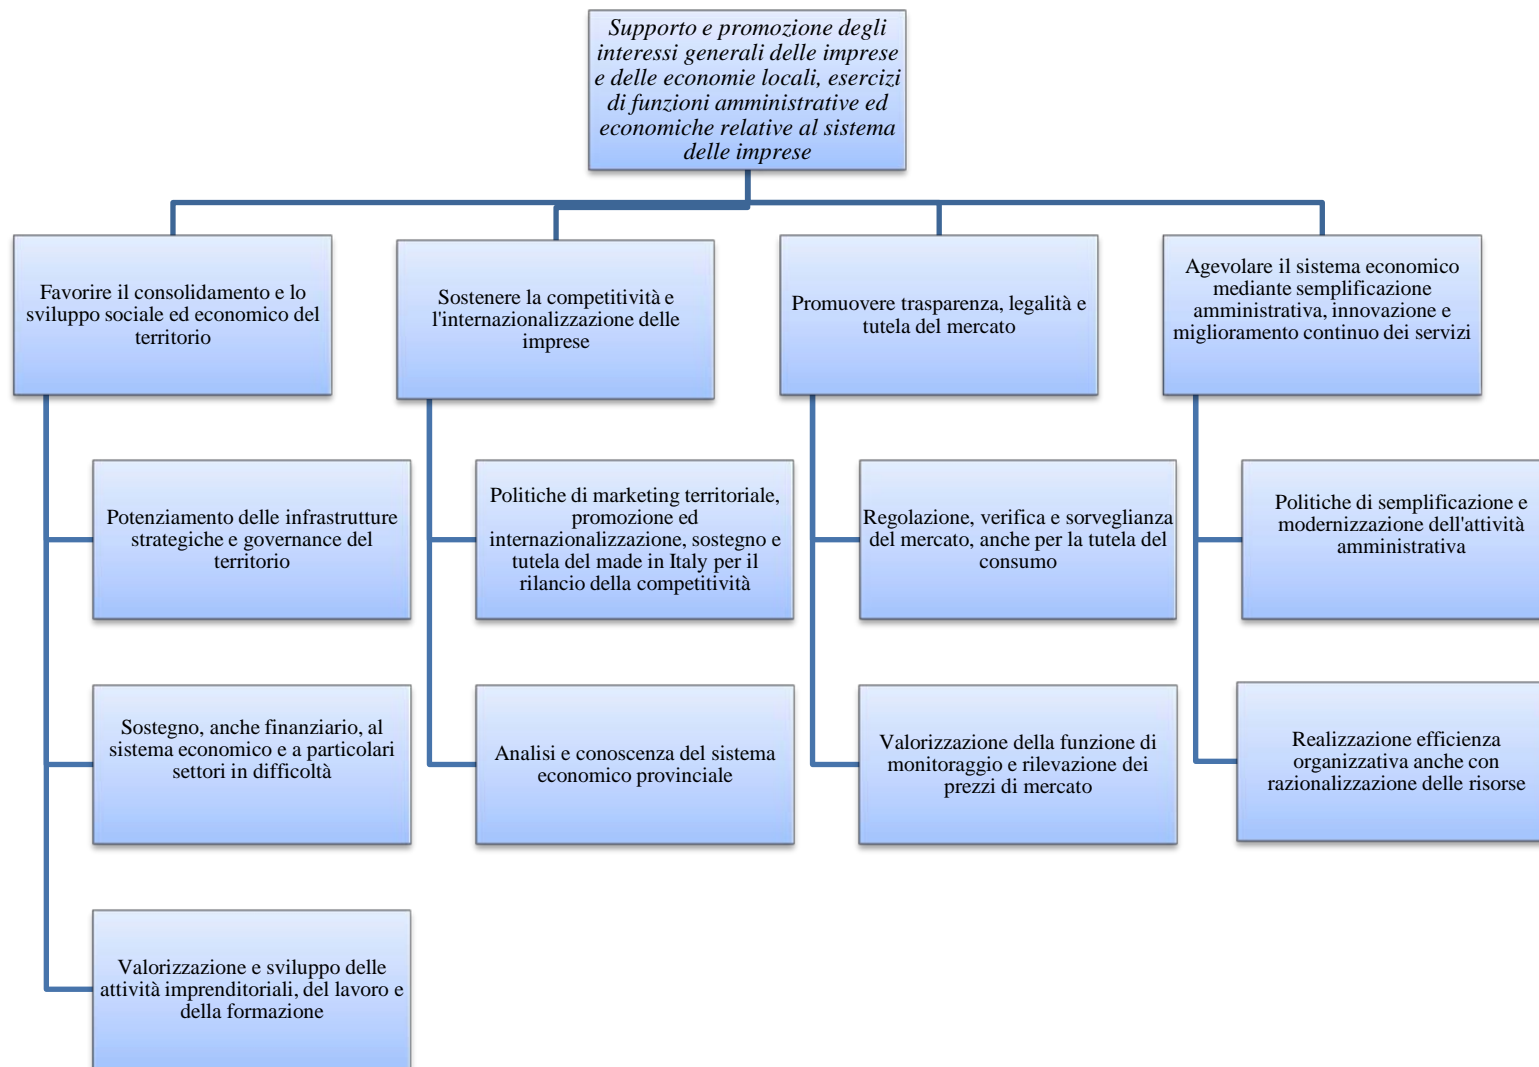 Supporto e promozione degli
interessi generali delle imprese
e delle economie locali, esercizi
di funzioni amministrative ed
economiche relative al sistema
delle imprese
Favorire il consolidamento e lo
sviluppo sociale ed economico del
territorio
Sostenere la competitività e
l'internazionalizzazione delle
imprese
Promuovere trasparenza, legalità e
tutela del mercato
Agevolare il sistema economico
mediante semplificazione
amministrativa, innovazione e
miglioramento continuo dei servizi
Potenziamento delle infrastrutture
strategiche e governance del
territorio
Politiche di marketing territoriale,
promozione ed
internazionalizzazione, sostegno e
tutela del made in Italy per il
rilancio della competitività
Regolazione, verifica e sorveglianza
del mercato, anche per la tutela del
consumo
Politiche di semplificazione e
modernizzazione dell'attività
amministrativa
Sostegno, anche finanziario, al
sistema economico e a particolari
settori in difficoltà
Analisi e conoscenza del sistema
economico provinciale
Valorizzazione della funzione di
monitoraggio e rilevazione dei
prezzi di mercato
Realizzazione efficienza
organizzativa anche con
razionalizzazione delle risorse
Valorizzazione e sviluppo delle
attività imprenditoriali, del lavoro e
della formazione